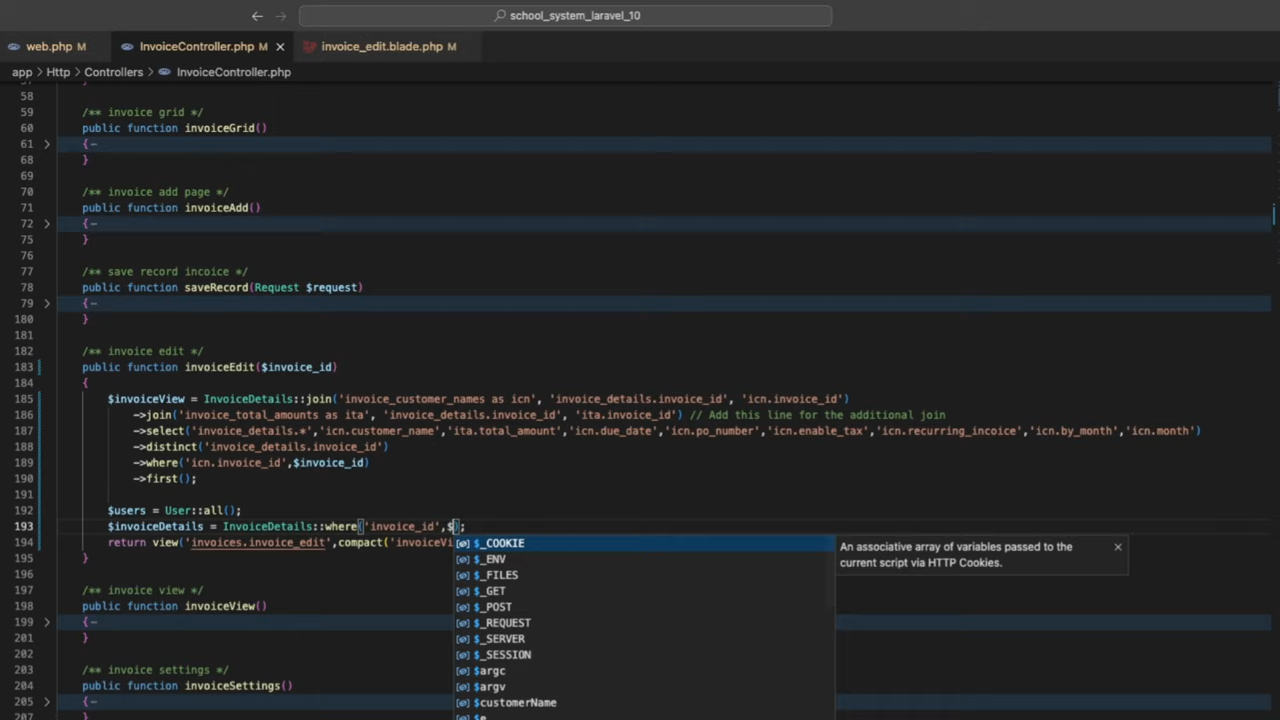 school_system_laravel_10
web.php M InvoiceController.php M invoice_edit.blade.php M
app > Http > Controllers > InvoiceController.php
58
59 /** invoice grid */
60 public function invoiceGrid()
61 {
68 }
69
70 /** invoice add page */
71 public function invoiceAdd()
72 {
75 }
76
77 /** save record incoice */
78 public function saveRecord(Request $request)
79 {
180 }
181
182 /** invoice edit */
183 public function invoiceEdit($invoice_id)
184 {
185 $invoiceView = InvoiceDetails::join('invoice_customer_names as icn', 'invoice_details.invoice_id', 'icn.invoice_id')
186 ->join('invoice_total_amounts as ita', 'invoice_details.invoice_id', 'ita.invoice_id') // Add this line for the additional join
187 ->select('invoice_details.*','icn.customer_name','ita.total_amount','icn.due_date','icn.po_number','icn.enable_tax','icn.recurring_incoice','icn.by_month','icn.month')
188 ->distinct('invoice_details.invoice_id')
189 ->where('icn.invoice_id',$invoice_id)
190 ->first();
191
192 $users = User::all();
193 $invoiceDetails = InvoiceDetails::where('invoice_id',$);
194 return view('invoices.invoice_edit',compact('invoiceVi
195 }
196
197 /** invoice view */
198 public function invoiceView()
199 {
201 }
202
203 /** invoice settings */
204 public function invoiceSettings()
205 {
207
$_COOKIE
$_ENV
$_FILES
$_GET
$_POST
$_REQUEST
$_SERVER
$_SESSION
$argc
$argv
$customerName
$e
An associative array of variables passed to the
current script via HTTP Cookies.